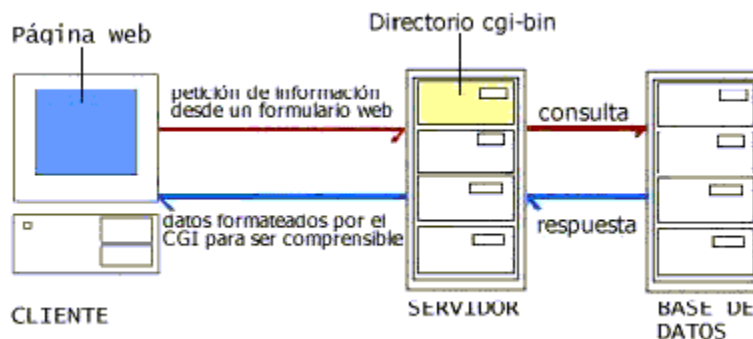 Página web
Directorio cgi-bin
petición de información
desde un formulario web
consulta
datos formateados por el
CGI para ser comprensible
respuesta
CLIENTE
SERVIDOR
BASE DE
DATOS